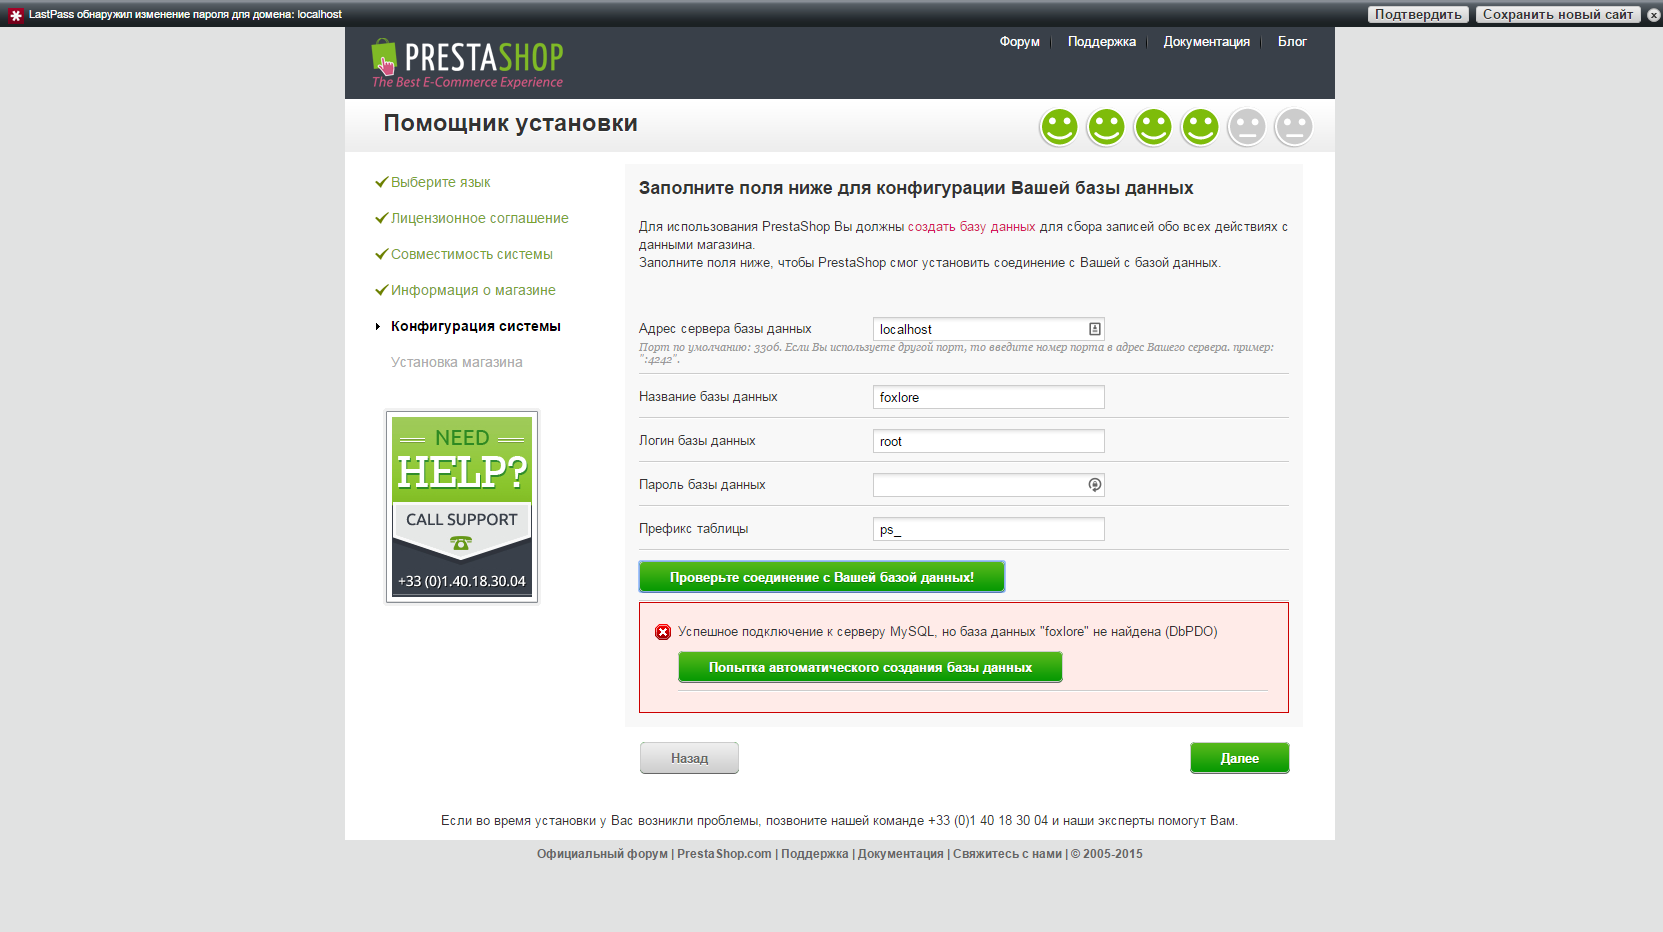 LastPass обнаружил изменение пароля для домена: localhost
Подтвердить
Сохранить новый сайт
PRESTASHOP
The Best E-Commerce Experience
Форум
Поддержка
Документация
Блог
Помощник установки
Выберите язык
Лицензионное соглашение
Совместимость системы
Информация о магазине
Конфигурация системы
Установка магазина
NEED
HELP?
CALL SUPPORT
+33 (0)1.40.18.30.04
Заполните поля ниже для конфигурации Вашей базы данных
Для использования PrestaShop Вы должны создать базу данных для сбора записей обо всех действиях с
данными магазина.
Заполните поля ниже, чтобы PrestaShop смог установить соединение с Вашей с базой данных.
Адрес сервера базы данных
localhost
Порт по умолчанию: 3306. Если Вы используете другой порт, то введите номер порта в адрес Вашего сервера. пример:
":4242".
Название базы данных
foxlore
Логин базы данных
root
Пароль базы данных
Префикс таблицы
ps_
Проверьте соединение с Вашей базой данных!
Успешное подключение к серверу MySQL, но база данных "foxlore" не найдена (DbPDO)
Попытка автоматического создания базы данных
Назад
Далее
Если во время установки у Вас возникли проблемы, позвоните нашей команде +33 (0)1 40 18 30 04 и наши эксперты помогут Вам.
Официальный форум | PrestaShop.com | Поддержка | Документация | Свяжитесь с нами | © 2005-2015